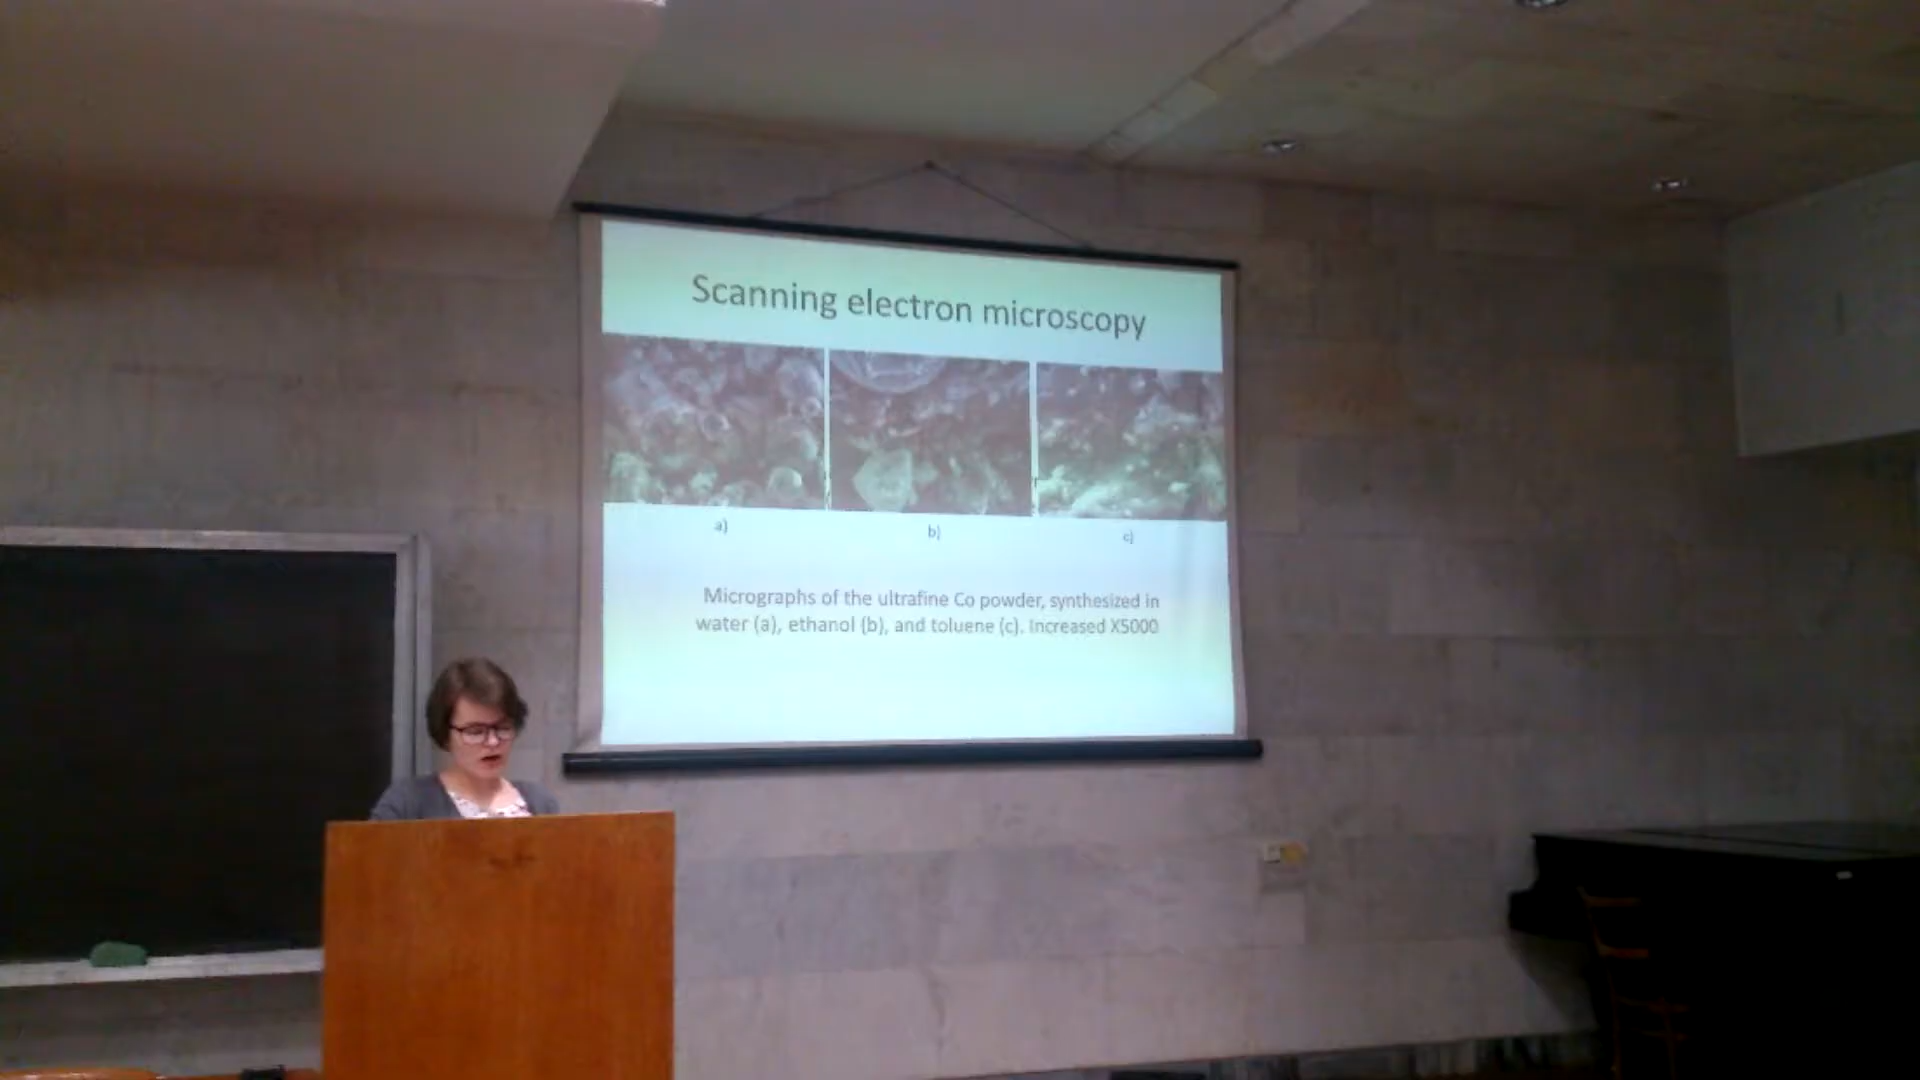 Scanning electron microscopy
a)
b)
c)
Micrographs of the ultrafine Co powder, synthesized in
water (a), ethanol (b), and toluene (c). Increased X5000